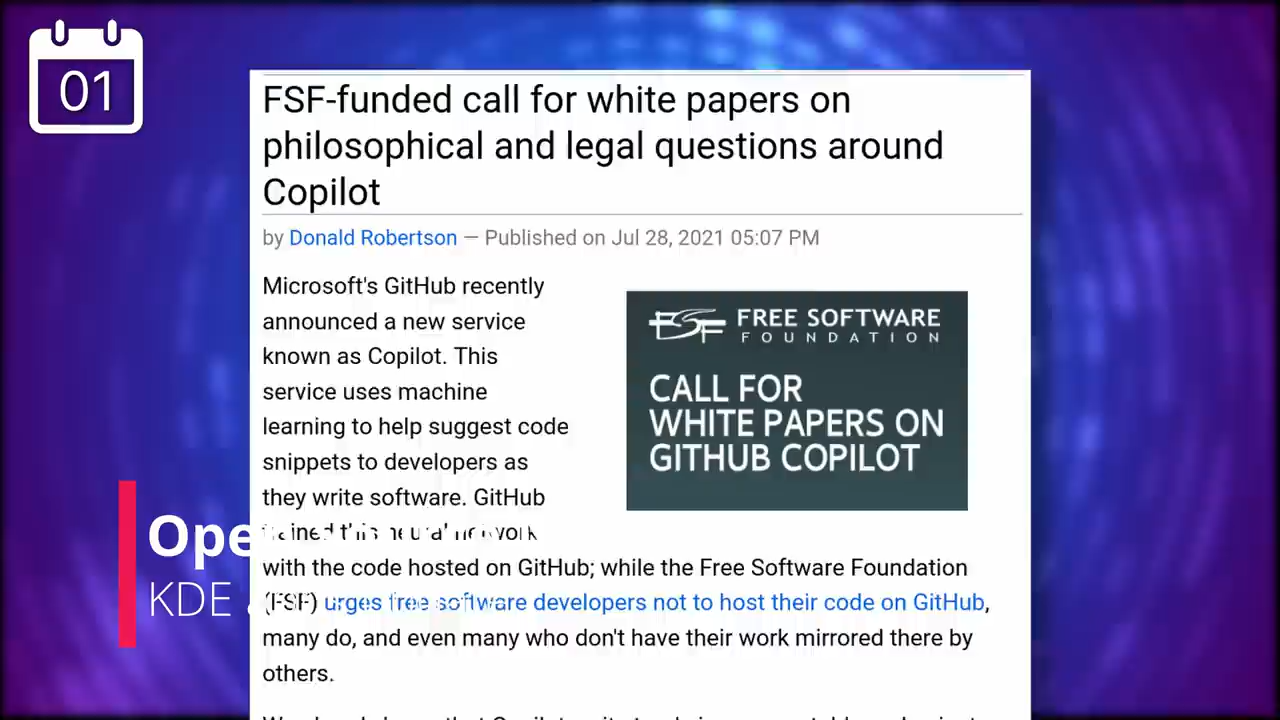 01
FSF-funded call for white papers on
philosophical and legal questions around
Copilot
by Donald Robertson — Published on Jul 28, 2021 05:07 PM
Microsoft's GitHub recently
announced a new service
known as Copilot. This
service uses machine
learning to help suggest code
snippets to developers as
they write software. GitHub
this neural network
with the code hosted on GitHub; while the Free Software Foundation
(FSF) urges free software developers not to host their code on GitHub,
many do, and even many who don't have their work mirrored there by
others.
FSF FREE SOFTWARE
FOUNDATION
CALL FOR
WHITE PAPERS ON
GITHUB COPILOT
KDE